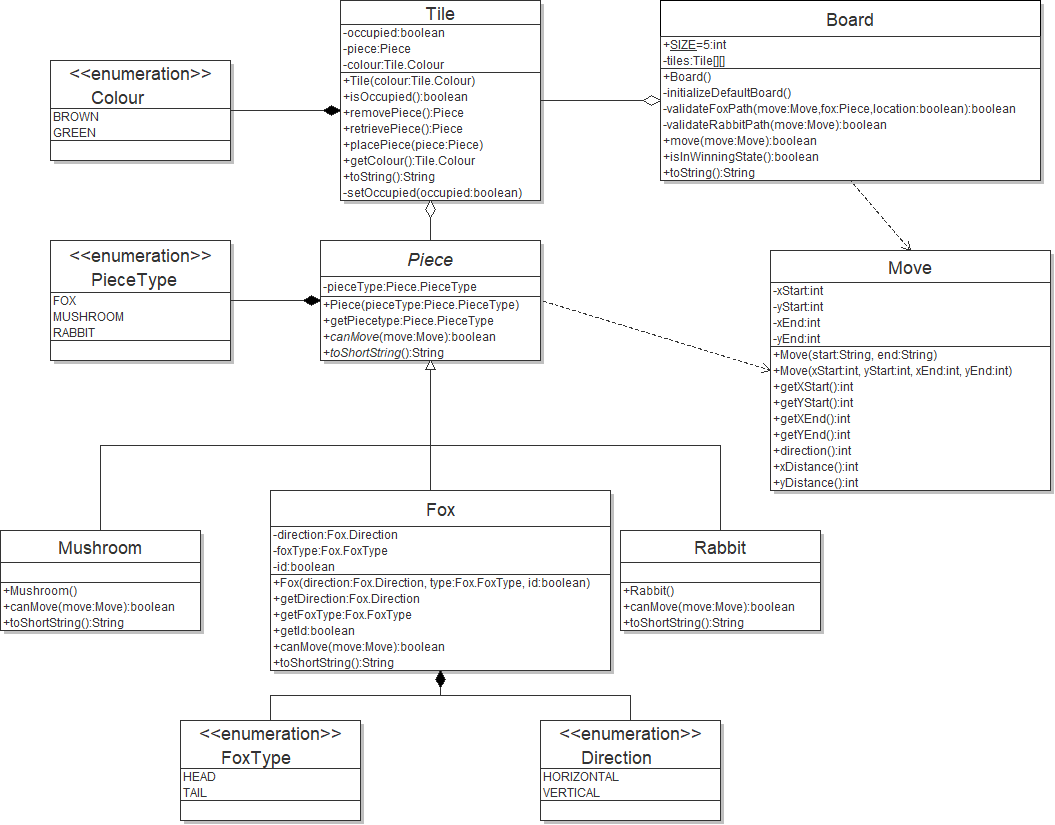 Tile
-occupied:boolean
-piece:Piece
-colour:Tile.Colour
+Tile(colour:Tile.Colour)
+isOccupied():boolean
+removePiece():Piece
+retrievePiece():Piece
+placePiece(piece:Piece)
+getColour():Tile.Colour
+toString():String
-setOccupied(occupied:boolean)
Board
+SIZE=5:int
-tiles:Tile[][]
+Board()
-initializeDefaultBoard()
-validateFoxPath(move:Move,fox:Piece,location:boolean):boolean
-validateRabbitPath(move:Move):boolean
+move(move:Move):boolean
+isInWinningState():boolean
+toString():String
<<enumeration>>
Colour
BROWN
GREEN
<<enumeration>>
PieceType
FOX
MUSHROOM
RABBIT
Piece
-pieceType:Piece.PieceType
+Piece(pieceType:Piece.PieceType)
+getPiecetype:Piece.PieceType
+canMove(move:Move):boolean
+toShortString():String
Move
-xStart:int
-yStart:int
-xEnd:int
-yEnd:int
+Move(start:String, end:String)
+Move(xStart:int, yStart:int, xEnd:int, yEnd:int)
+getXStart():int
+getYStart():int
+getXEnd():int
+getYEnd():int
+direction():int
+xDistance():int
+yDistance():int
Mushroom
+Mushroom()
+canMove(move:Move):boolean
+toShortString():String
Fox
-direction:Fox.Direction
-foxType:Fox.FoxType
-id:boolean
+Fox(direction:Fox.Direction, type:Fox.FoxType, id:boolean)
+getDirection:Fox.Direction
+getFoxType:Fox.FoxType
+getId:boolean
+canMove(move:Move):boolean
+toShortString():String
Rabbit
+Rabbit()
+canMove(move:Move):boolean
+toShortString():String
<<enumeration>>
FoxType
HEAD
TAIL
<<enumeration>>
Direction
HORIZONTAL
VERTICAL